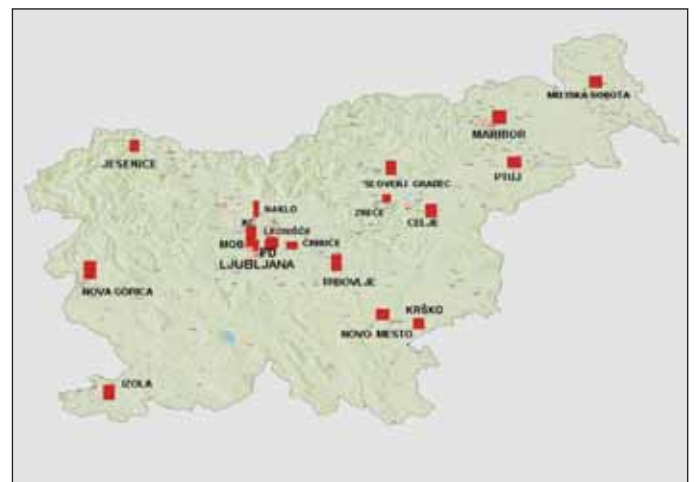 MURSKA SOBOTA
MARIBOR
JESENICE
PTUJ
SLOVENJ GRADEC
NAKLO
ZREČE
CELJE
KC
MOB
PD
ČRNUČE
LJUBLJANA
TRBOVLJE
NOVA GORICA
KRŠKO
NOVO MESTO
IZOLA